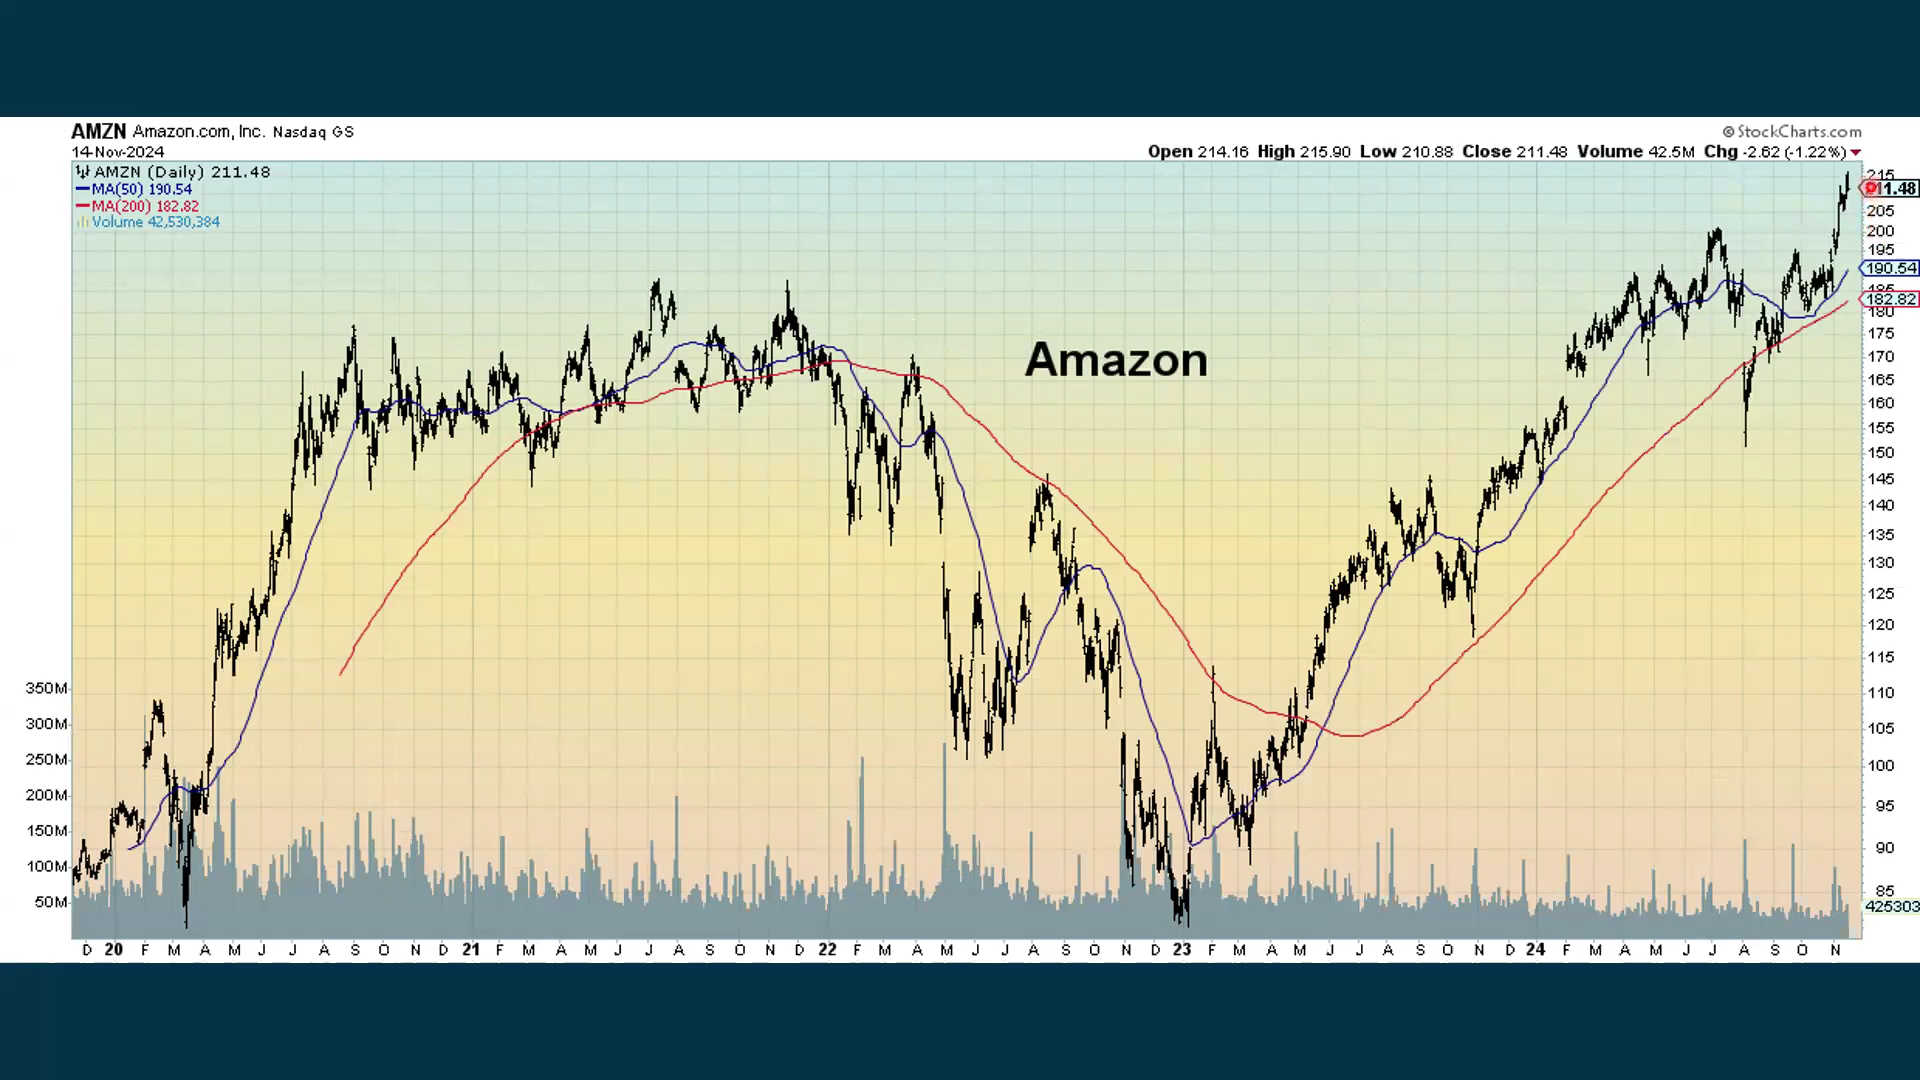 AMZN Amazon.com, Inc. Nasdaq GS
© StockCharts.com
14-Nov-2024
Open 214.16 High 215.90 Low 210.88 Close 211.48 Volume 42.5M Chg -2.62 (-1.22%)
AMZN (Daily) 211.48
MA(50) 190.54
MA(200) 182.82
Volume 42,530,384
Amazon
215
11.48
205
200
195
190.54
185
182.82
180
175
170
165
160
155
150
145
140
135
130
125
120
115
110
105
100
95
90
85
425303
350M
300M
250M
200M
150M
100M
50M
D 20 F M A M J J A S O N D 21 F M A M J J A S O N D 22 F M A M J J A S O N D 23 F M A M J J A S O N D 24 F M A M J J A S O N